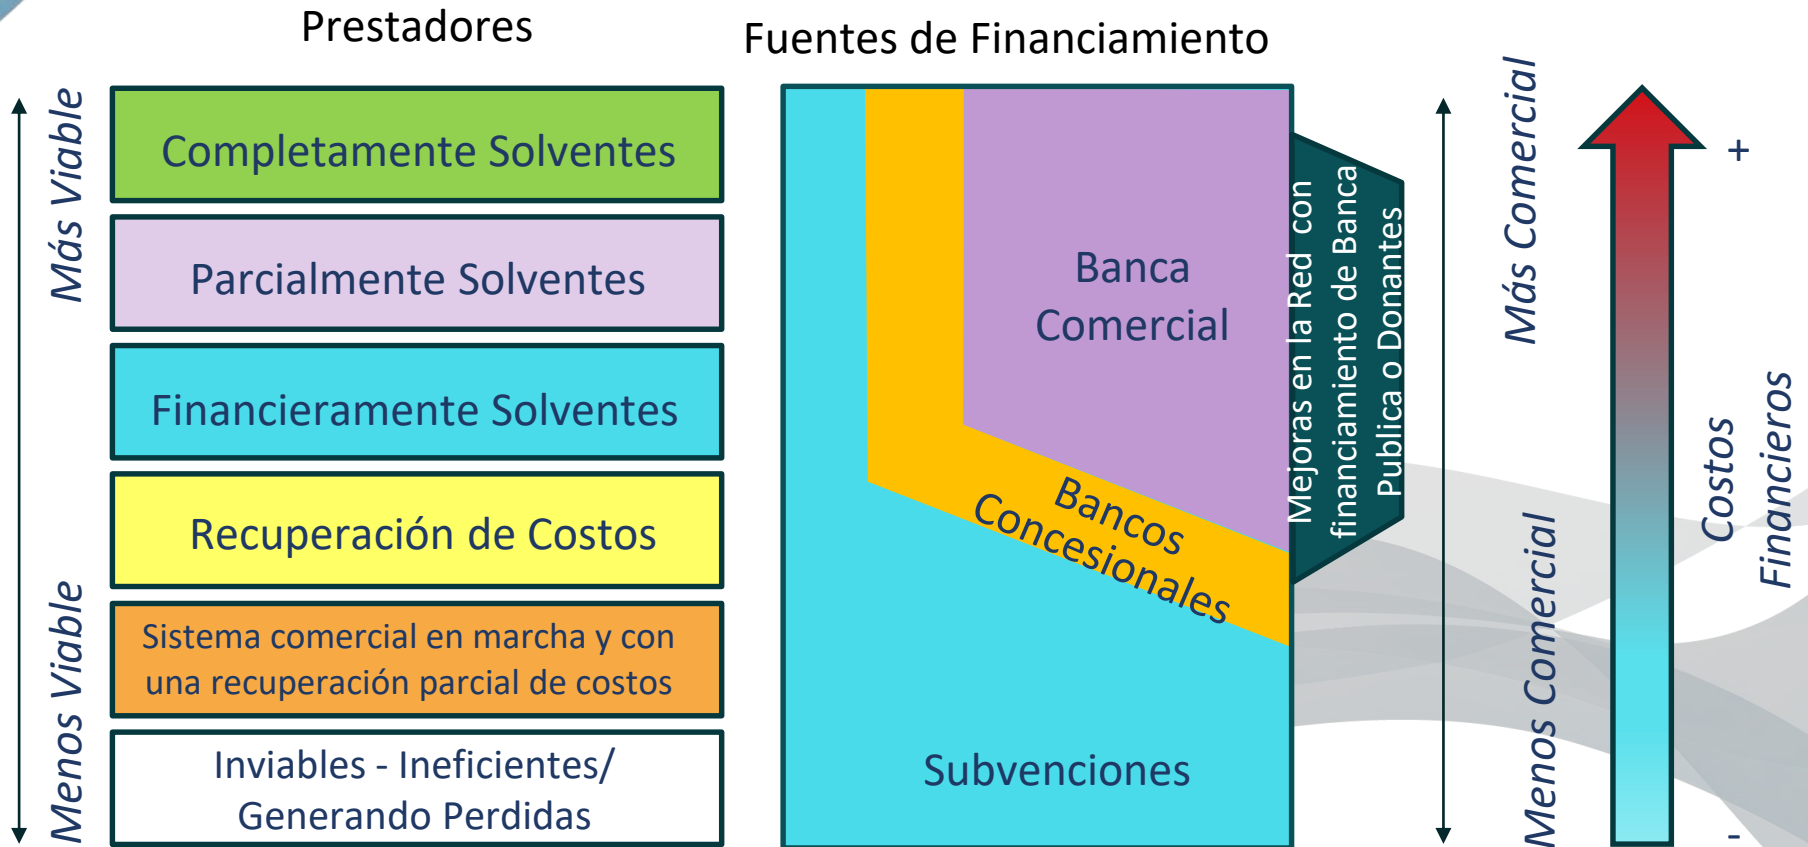 Prestadores
Fuentes de Financiamiento
Más Viable
Menos Viable
Completamente Solventes
Parcialmente Solventes
Financieramente Solventes
Recuperación de Costos
Sistema comercial en marcha y con
una recuperación parcial de costos
Inviables - Ineficientes/
Generando Perdidas
Banca
Comercial
Bancos
Concesionales
Subvenciones
Mejoras en la Red con
financiamiento de Banca
Publica o Donantes
Más Comercial
Menos Comercial
+
Costos
Financieros
-